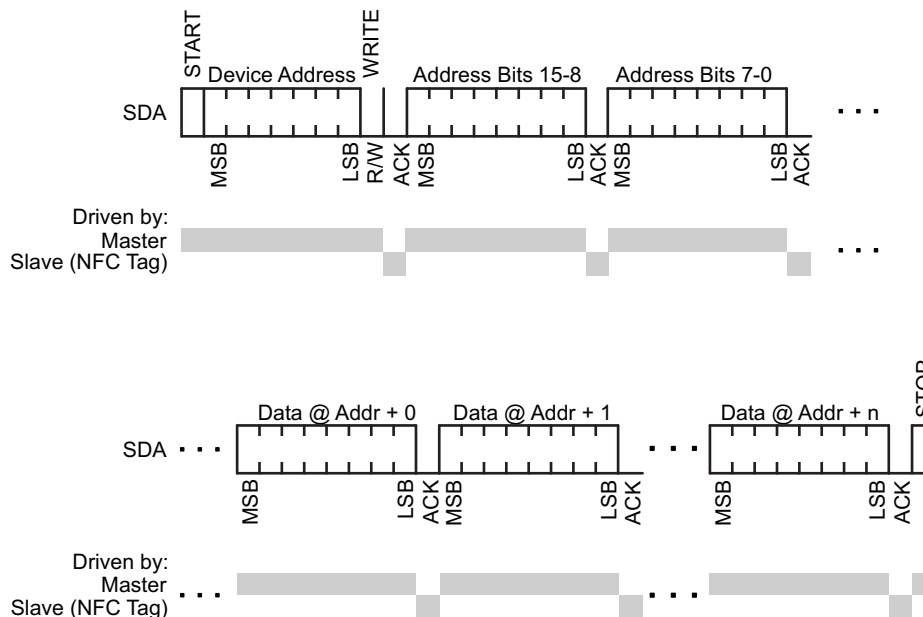 START
WRITE
Device Address
Address Bits 15-8
Address Bits 7-0
SDA
. . .
MSB
LSB
R/W
ACK
MSB
LSB
ACK
MSB
LSB
ACK
Driven by:
Master
Slave (NFC Tag)
. . .
STOP
Data @ Addr + 0
Data @ Addr + 1
Data @ Addr + n
SDA
. . .
. . .
MSB
LSB
ACK
MSB
LSB
ACK
MSB
LSB
ACK
Driven by:
Master
Slave (NFC Tag)
. . .
. . .